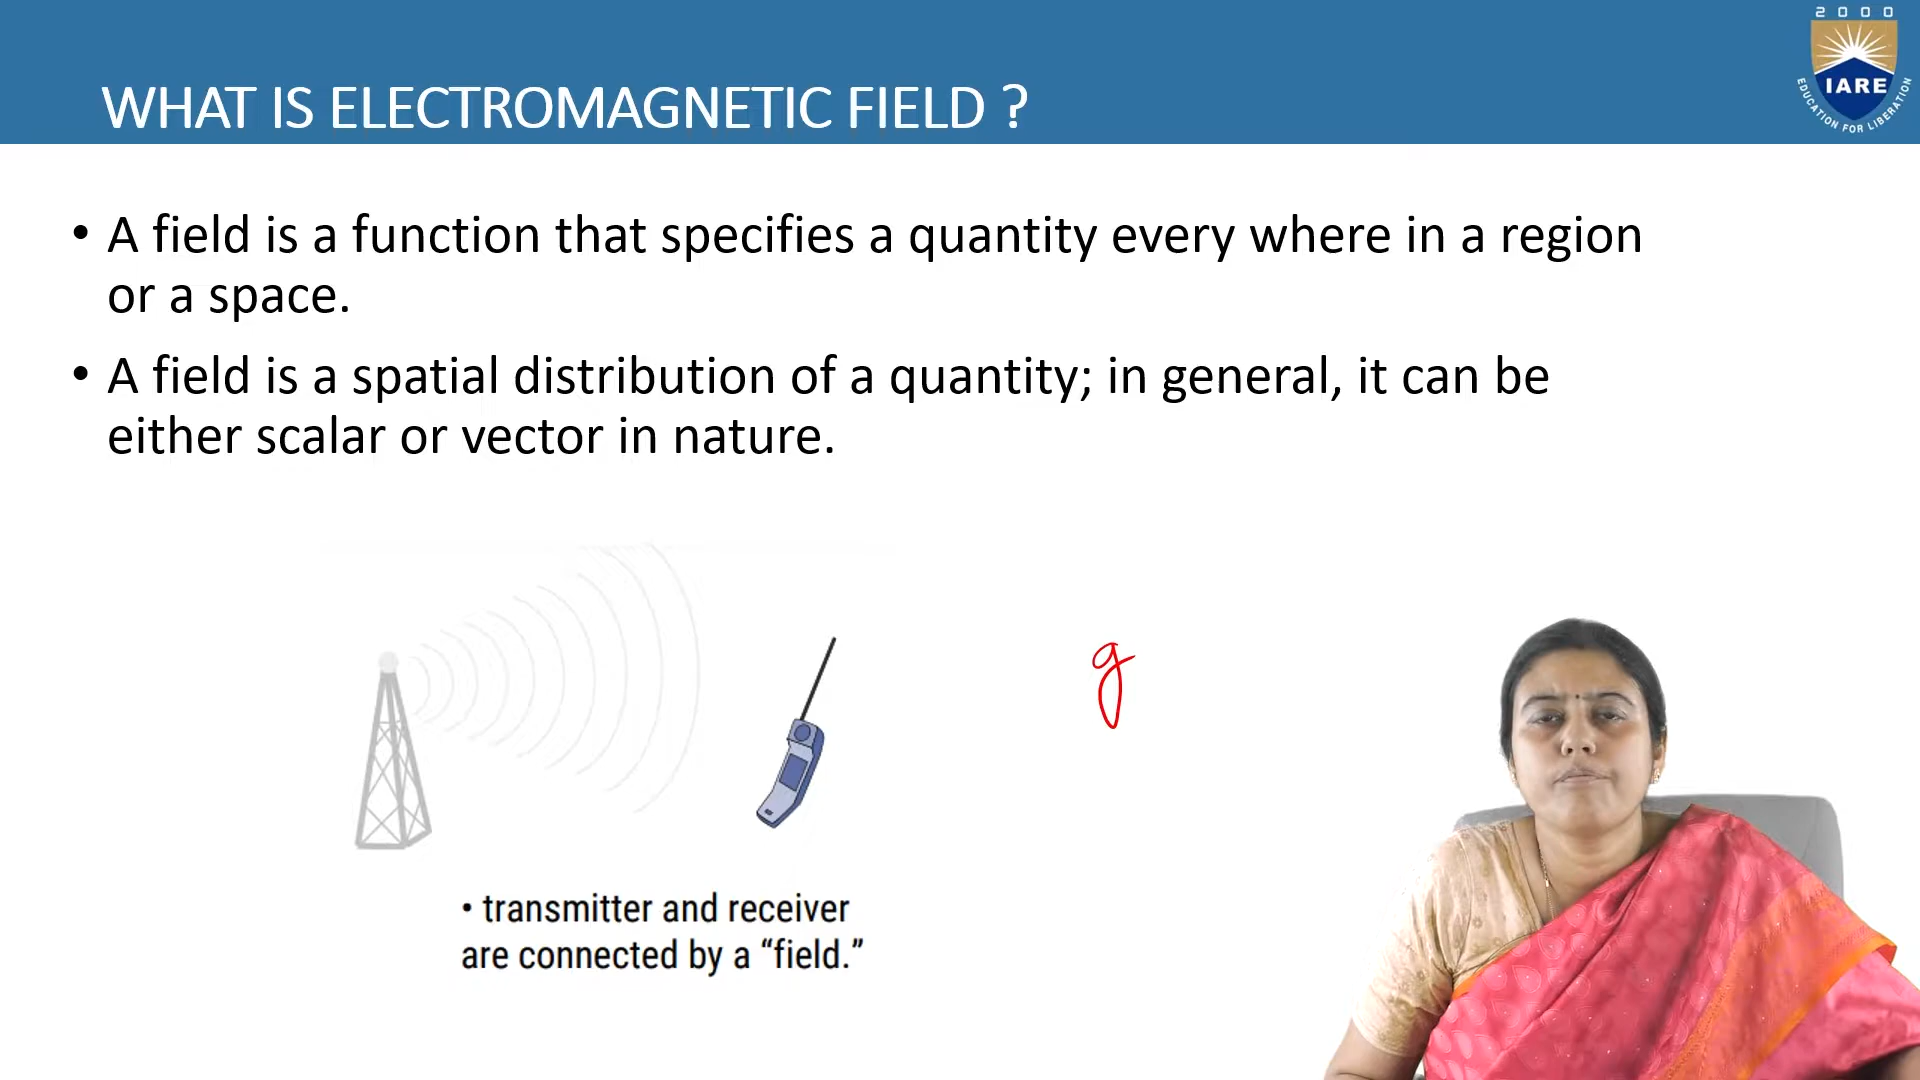 2000
IARE
EDUCATION FOR LIBERATION
WHAT IS ELECTROMAGNETIC FIELD ?
• A field is a function that specifies a quantity every where in a region
or a space.
• A field is a spatial distribution of a quantity; in general, it can be
either scalar or vector in nature.
g
• transmitter and receiver
are connected by a “field.”